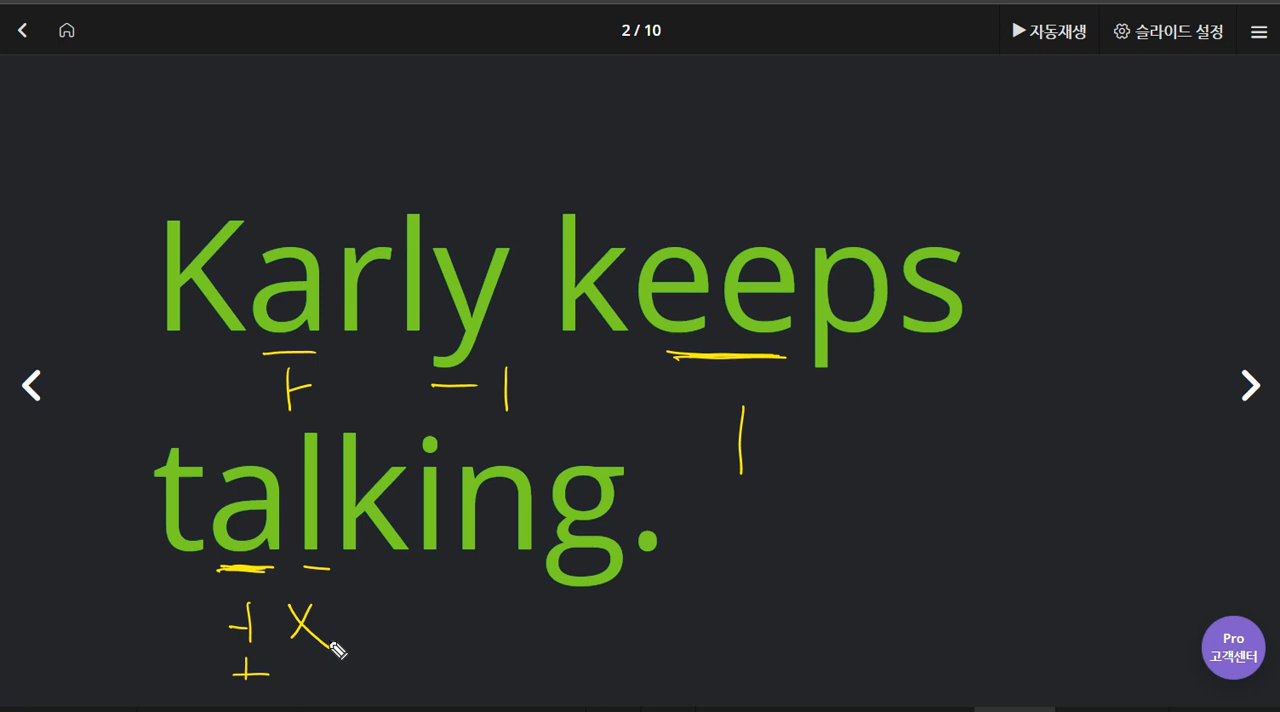 2 / 10
▶ 자동재생
슬라이드 설정
Karly keeps
ㅏ ㅣ ㅣ
talking.
ㅓ X
ㅗ
Pro
고객센터